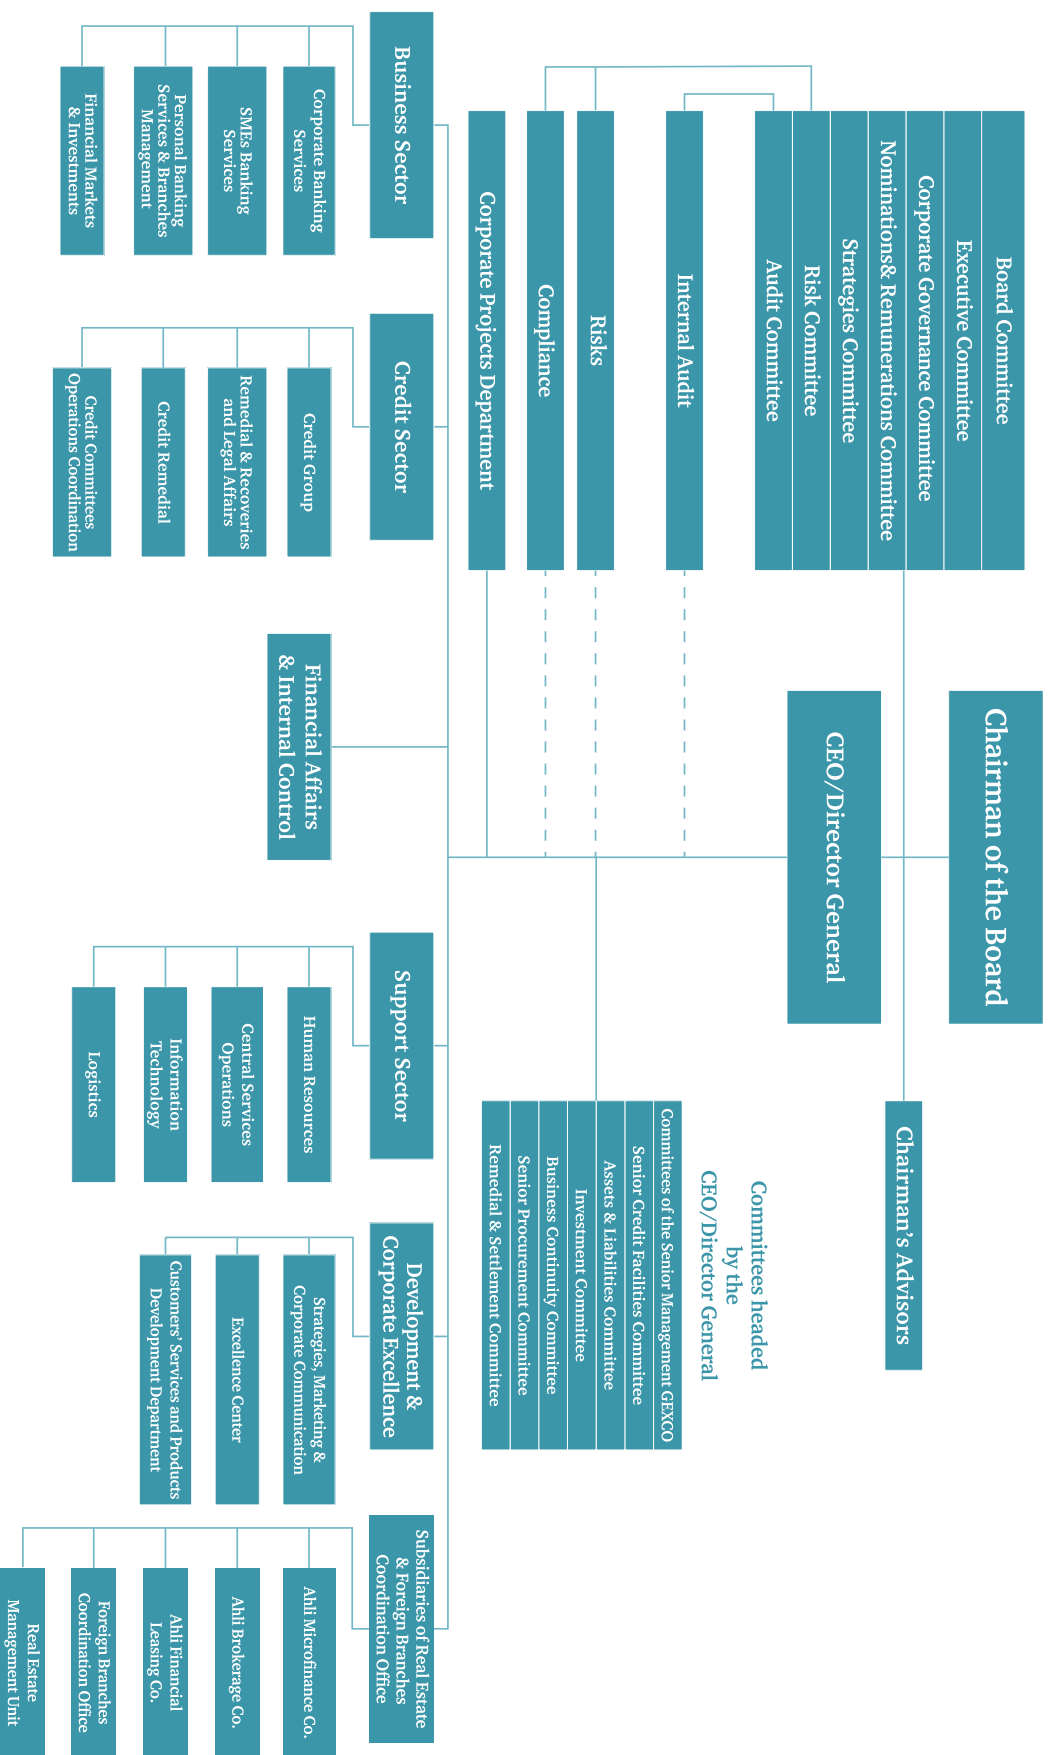 Chairman of the Board
CEO/Director General
Chairman's Advisors
Board Committee
Executive Committee
Corporate Governance Committee
Nominations& Remunerations Committee
Strategies Committee
Risk Committee
Audit Committee
Internal Audit
Risks
Compliance
Corporate Projects Department
Committees headed
by the
CEO/Director General
Committees of the Senior Management GEXCO
Senior Credit Facilities Committee
Assets & Liabilities Committee
Investment Committee
Business Continuity Committee
Senior Procurement Committee
Remedial & Settlement Committee
Business Sector
Corporate Banking
Services
SMEs Banking
Services
Personal Banking
Services & Branches
Management
Financial Markets
& Investments
Credit Sector
Credit Group
Remedial & Recoveries
and Legal Affairs
Credit Remedial
Credit Committees
Operations Coordination
Financial Affairs
& Internal Control
Support Sector
Human Resources
Central Services
Operations
Information
Technology
Logistics
Development &
Corporate Excellence
Strategies, Marketing &
Corporate Communication
Excellence Center
Customers' Services and Products
Development Department
Subsidiaries of Real Estate
& Foreign Branches
Coordination Office
Ahli Microfinance Co.
Ahli Brokerage Co.
Ahli Financial
Leasing Co.
Foreign Branches
Coordination Office
Real Estate
Management Unit